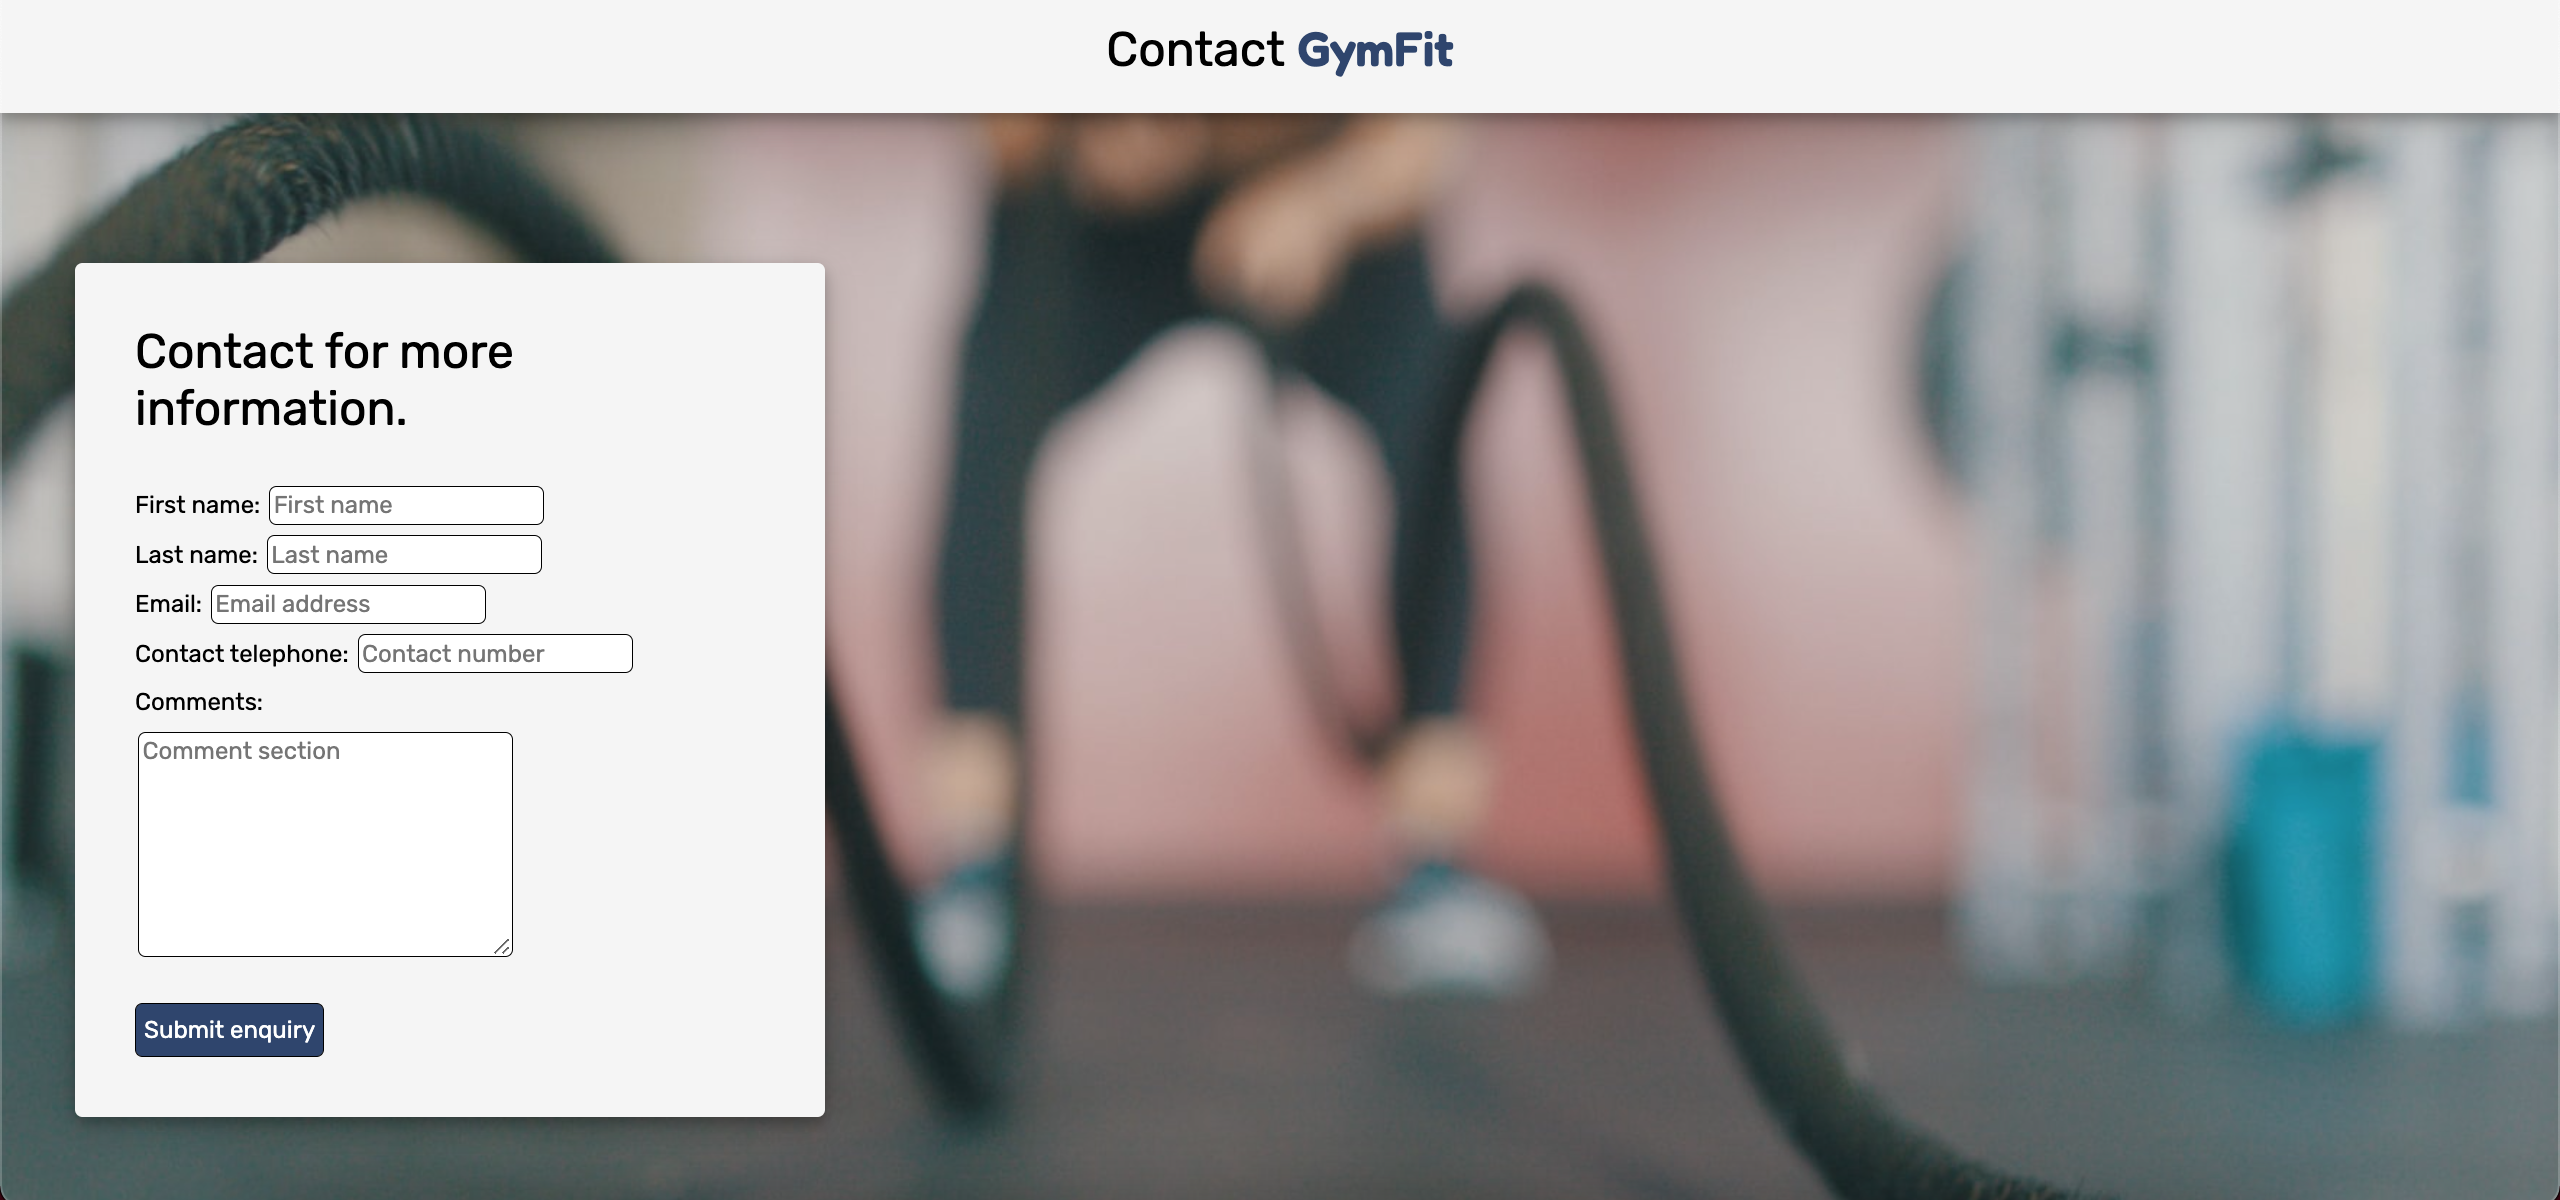 Contact GymFit
Contact for more
information.
First name: First name
Last name: Last name
Email: Email address
Contact telephone: Contact number
Comments:
Comment section
Submit enquiry